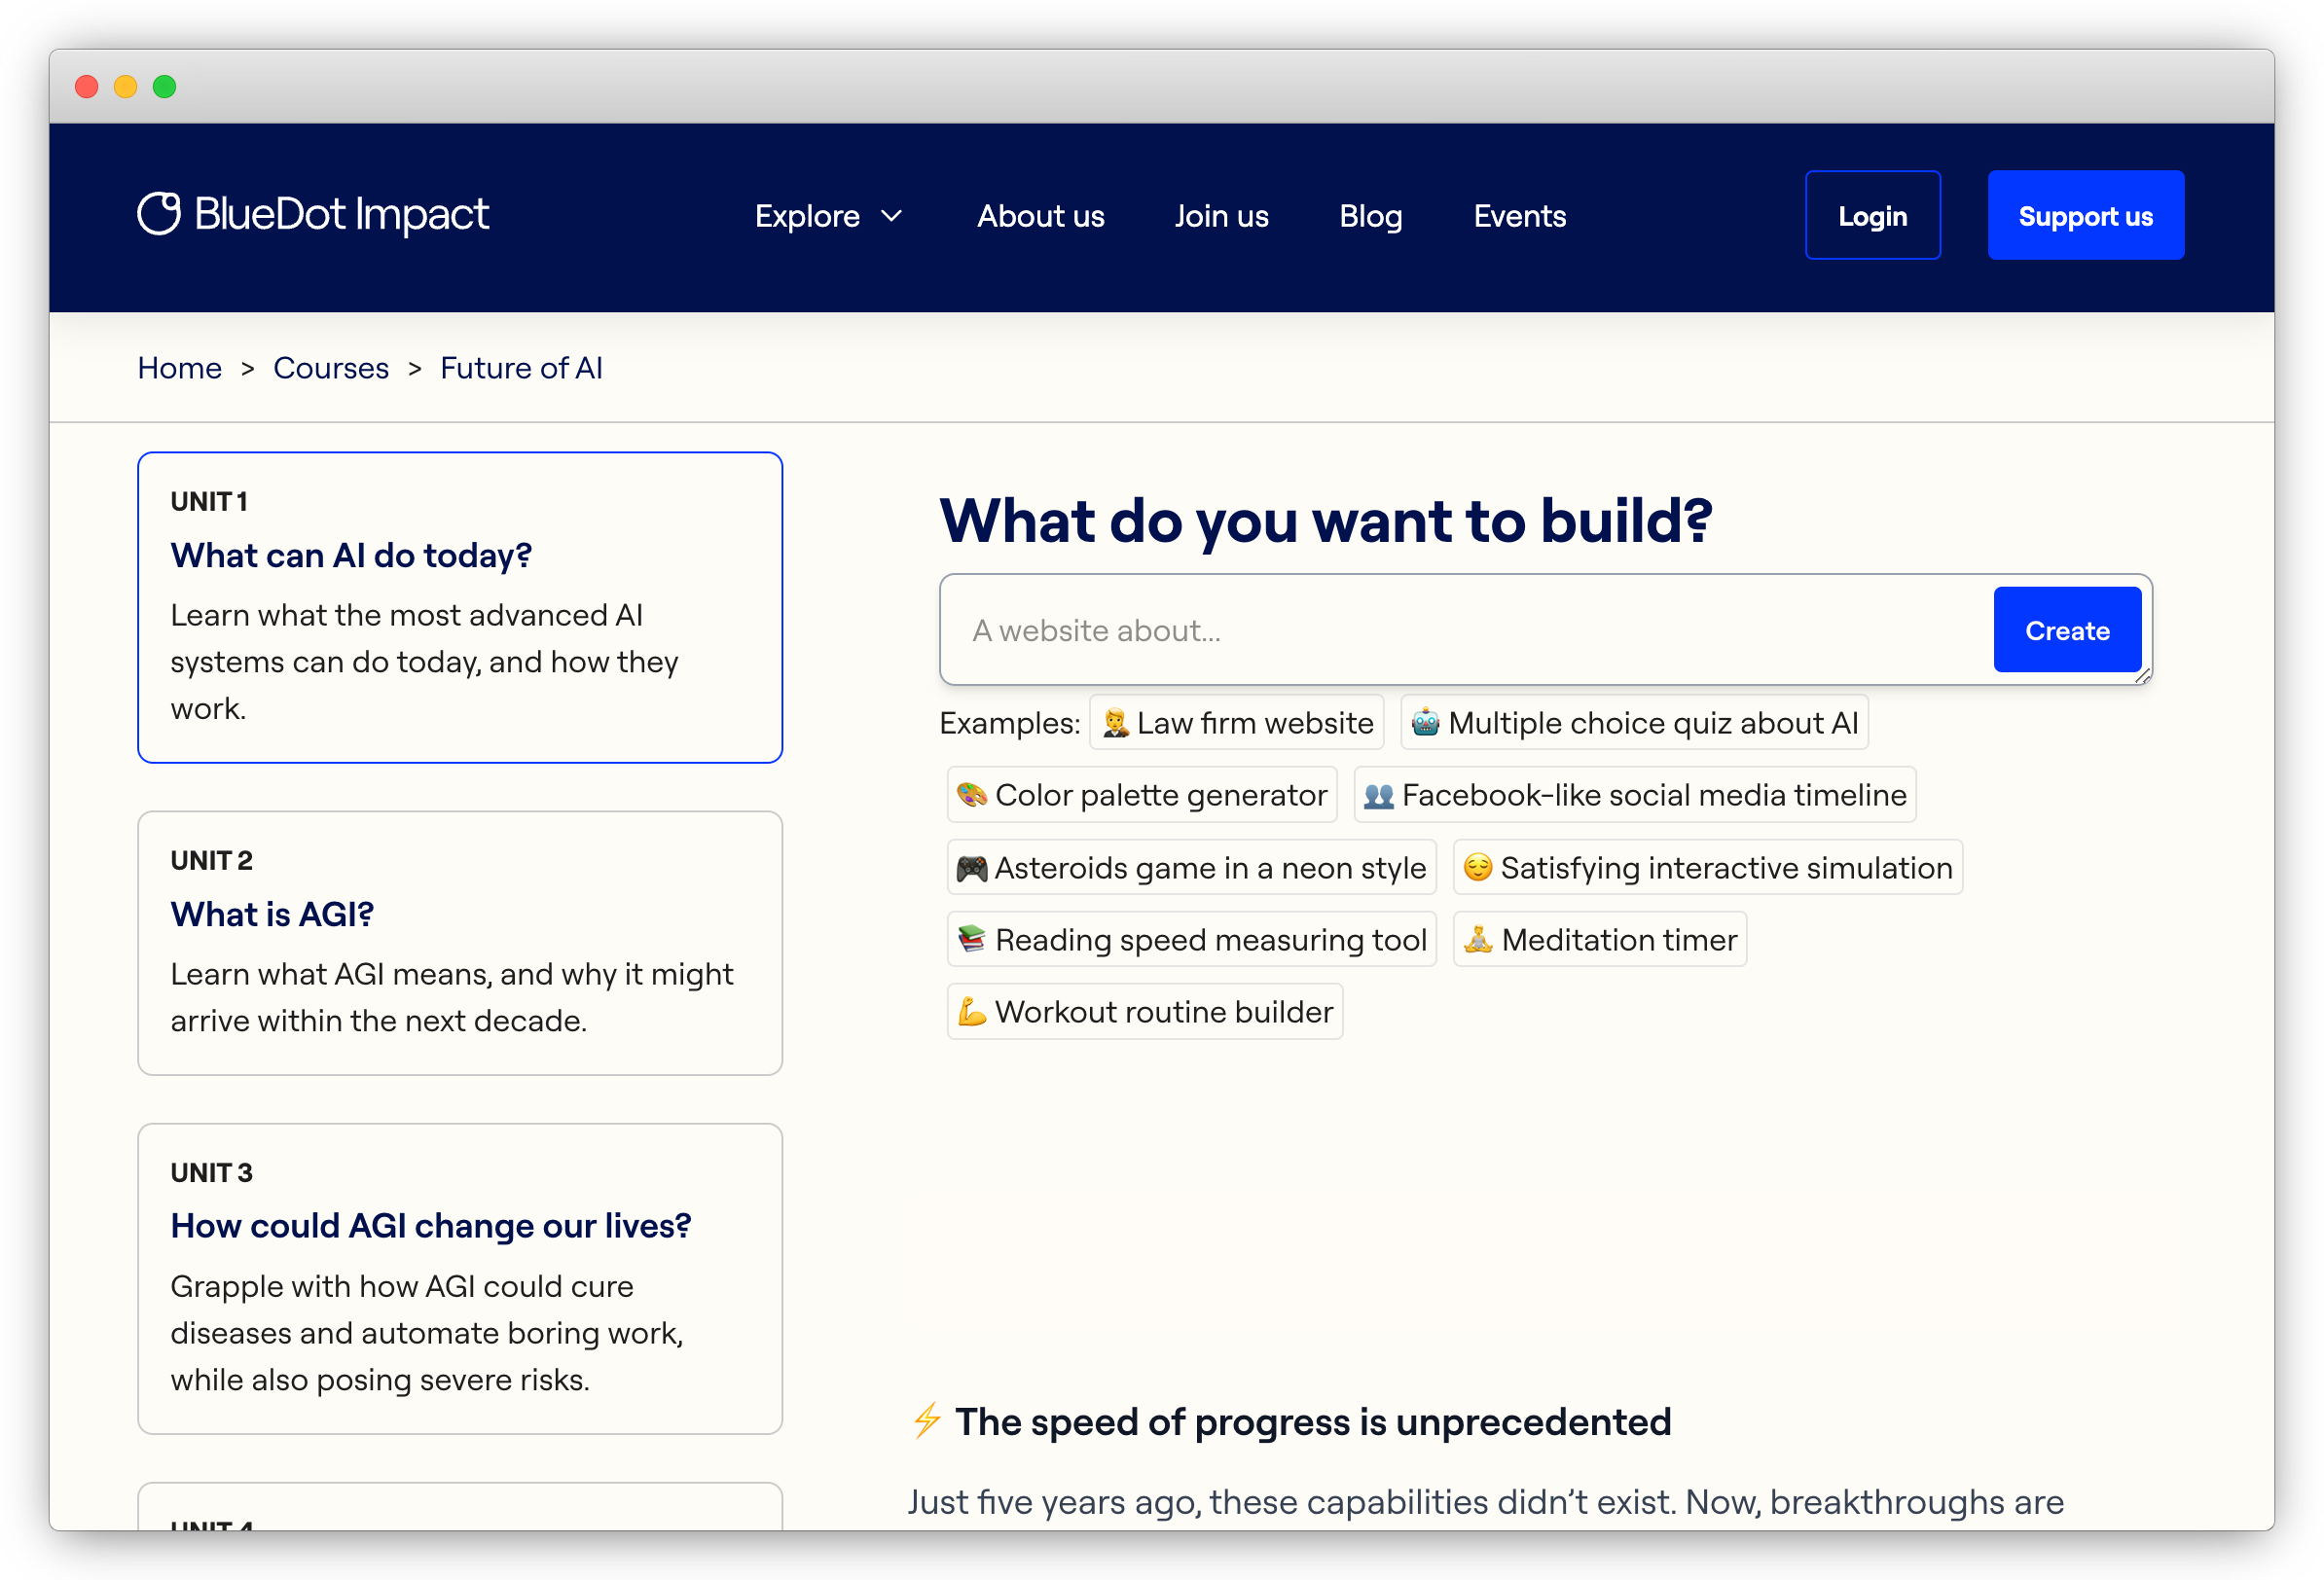 BlueDot Impact
Explore
About us
Join us
Blog
Events
Login
Support us
Home > Courses > Future of AI
UNIT 1
What can AI do today?
Learn what the most advanced AI
systems can do today, and how they
work.
UNIT 2
What is AGI?
Learn what AGI means, and why it might
arrive within the next decade.
UNIT 3
How could AGI change our lives?
Grapple with how AGI could cure
diseases and automate boring work,
while also posing severe risks.
UNIT 4
What do you want to build?
A website about...
Create
Examples: Law firm website Multiple choice quiz about AI
Color palette generator Facebook-like social media timeline
Asteroids game in a neon style Satisfying interactive simulation
Reading speed measuring tool Meditation timer
Workout routine builder
⚡ The speed of progress is unprecedented
Just five years ago, these capabilities didn’t exist. Now, breakthroughs are